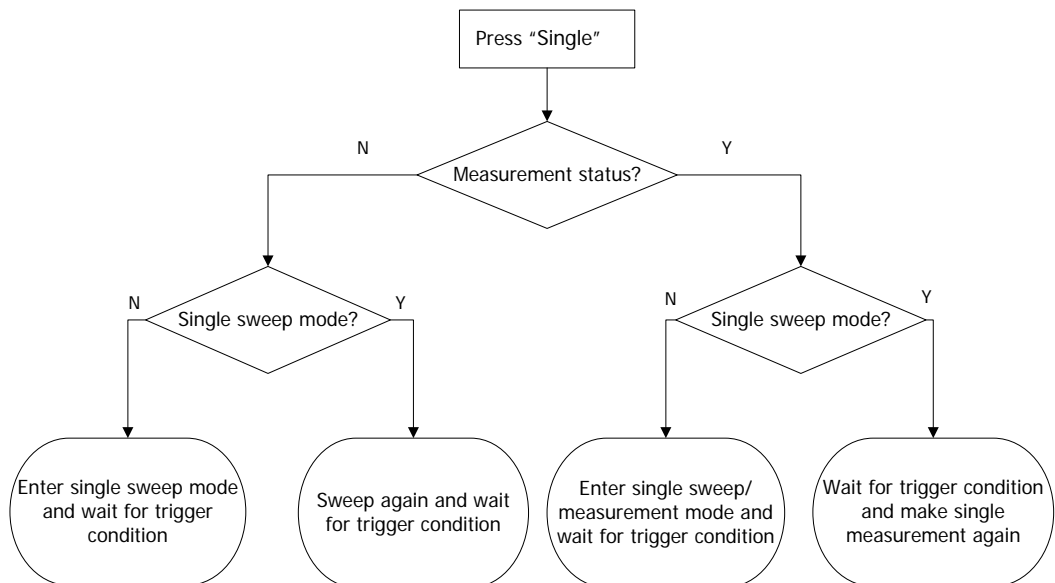 Press "Single"
N
Y
Measurement status?
N
Y
N
Y
Single sweep mode?
Single sweep mode?
Enter single sweep mode
and wait for trigger
condition
Sweep again and wait
for trigger condition
Enter single sweep/
measurement mode and
wait for trigger condition
Wait for trigger condition
and make single
measurement again